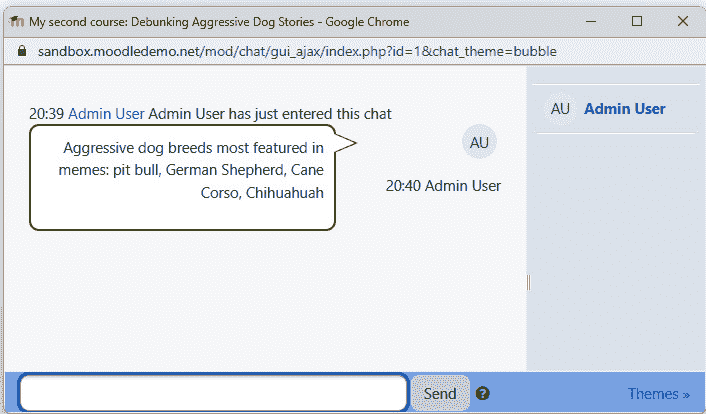 My second course: Debunking Aggressive Dog Stories - Google Chrome
sandbox.moodledemo.net/mod/chat/gui_ajax/index.php?id=1&chat_theme=bubble
20:39 Admin User Admin User has just entered this chat
Aggressive dog breeds most featured in
memes: pit bull, German Shepherd, Cane
Corso, Chihuahuah
AU
20:40 Admin User
AU Admin User
Send ?
Themes »